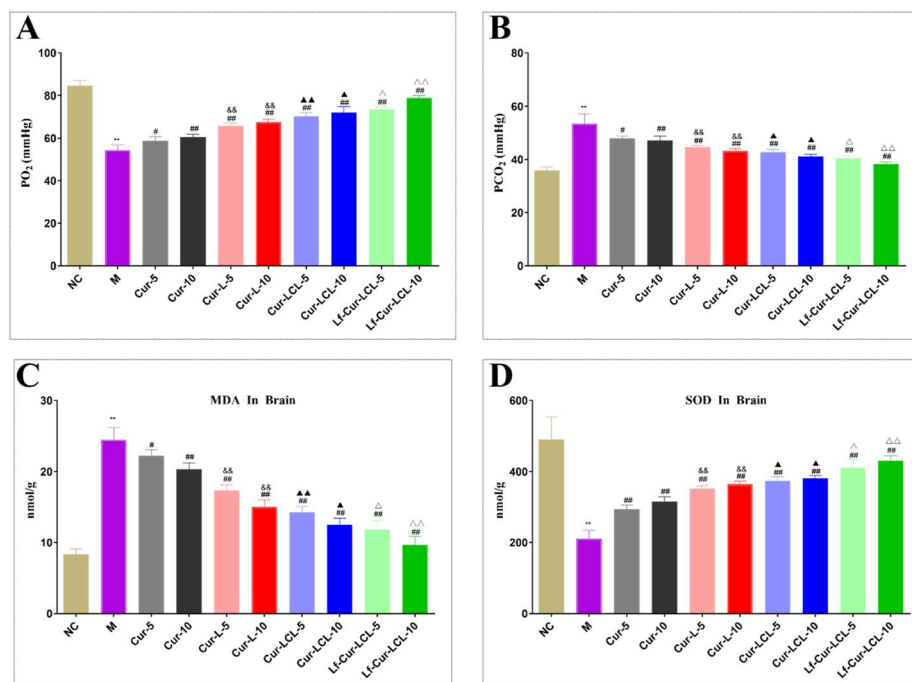 A
100
80
60
40
20
0
PO2 (mmHg)
**
#
##
&&
##
&&
##
▲▲
##
▲
##
△
##
△△
##
NC
M
Cur-5
Cur-10
Cur-L-5
Cur-L-10
Cur-LCL-5
Cur-LCL-10
Lf-Cur-LCL-5
Lf-Cur-LCL-10
B
80
60
40
20
0
PCO2 (mmHg)
**
#
##
&&
##
&&
##
▲
##
▲
##
△
##
△△
##
NC
M
Cur-5
Cur-10
Cur-L-5
Cur-L-10
Cur-LCL-5
Cur-LCL-10
Lf-Cur-LCL-5
Lf-Cur-LCL-10
C
MDA In Brain
30
20
10
0
nmol/g
**
#
##
&&
##
&&
##
▲▲
##
▲
##
△
##
△△
##
NC
M
Cur-5
Cur-10
Cur-L-5
Cur-L-10
Cur-LCL-5
Cur-LCL-10
Lf-Cur-LCL-5
Lf-Cur-LCL-10
D
SOD In Brain
600
400
200
0
nmol/g
**
##
##
&&
##
&&
##
▲
##
▲
##
△
##
△△
##
NC
M
Cur-5
Cur-10
Cur-L-5
Cur-L-10
Cur-LCL-5
Cur-LCL-10
Lf-Cur-LCL-5
Lf-Cur-LCL-10